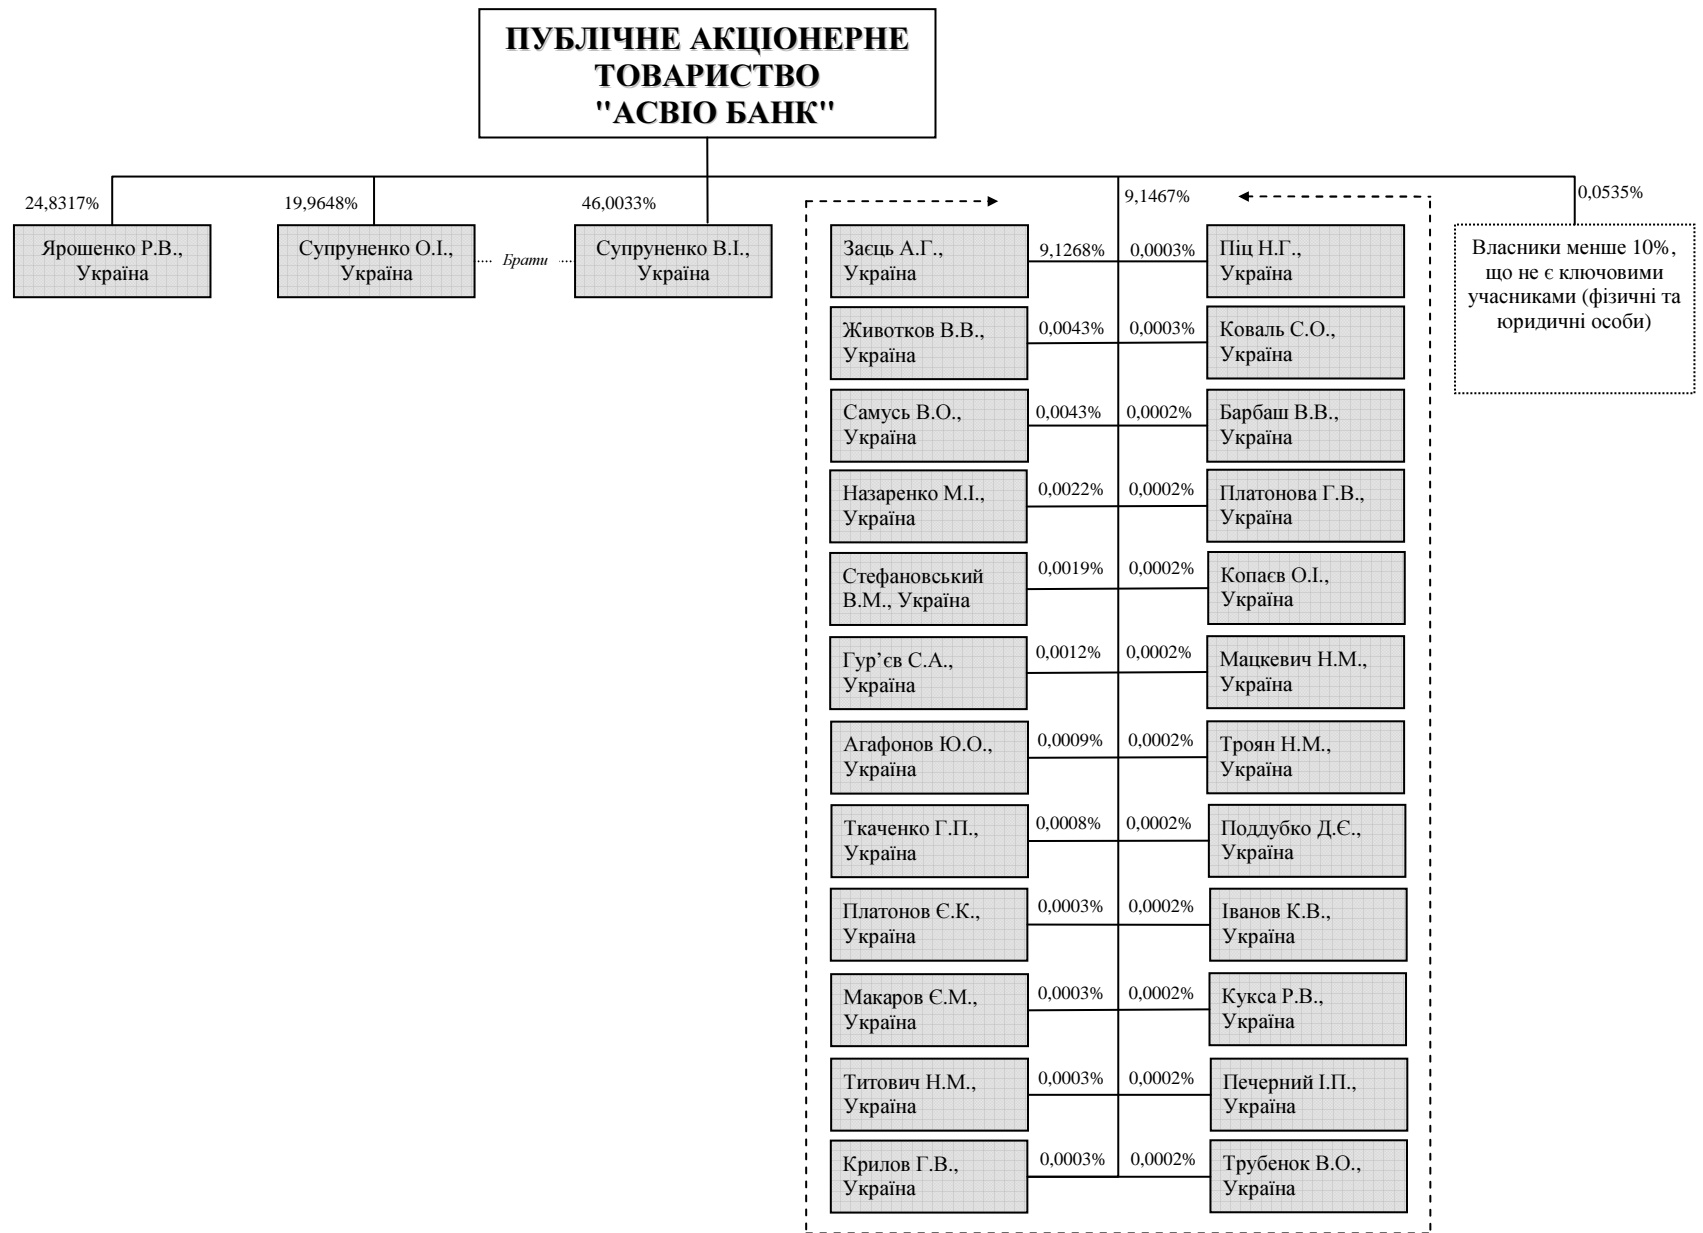 ПУБЛІЧНЕ АКЦІОНЕРНЕ
ТОВАРИСТВО
"АСВІО БАНК"
24,8317%
19,9648%
46,0033%
9,1467%
0,0535%
Ярошенко Р.В.,
Україна
Супруненко О.І.,
Україна
Брати
Супруненко В.І.,
Україна
Заєць А.Г.,
Україна
9,1268%
0,0003%
Піц Н.Г.,
Україна
Власники менше 10%,
що не є ключовими
учасниками (фізичні та
юридичні особи)
Животков В.В.,
Україна
0,0043%
0,0003%
Коваль С.О.,
Україна
Самусь В.О.,
Україна
0,0043%
0,0002%
Барбаш В.В.,
Україна
Назаренко М.І.,
Україна
0,0022%
0,0002%
Платонова Г.В.,
Україна
Стефановський
В.М., Україна
0,0019%
0,0002%
Копаєв О.І.,
Україна
Гур’єв С.А.,
Україна
0,0012%
0,0002%
Мацкевич Н.М.,
Україна
Агафонов Ю.О.,
Україна
0,0009%
0,0002%
Троян Н.М.,
Україна
Ткаченко Г.П.,
Україна
0,0008%
0,0002%
Поддубко Д.Є.,
Україна
Платонов Є.К.,
Україна
0,0003%
0,0002%
Іванов К.В.,
Україна
Макаров Є.М.,
Україна
0,0003%
0,0002%
Кукса Р.В.,
Україна
Титович Н.М.,
Україна
0,0003%
0,0002%
Печерний І.П.,
Україна
Крилов Г.В.,
Україна
0,0003%
0,0002%
Трубенок В.О.,
Україна